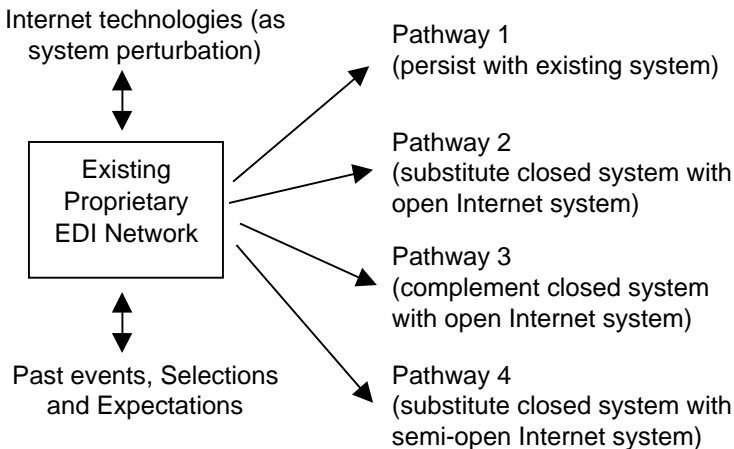 Internet technologies (as
system perturbation)
Existing
Proprietary
EDI Network
Past events, Selections
and Expectations
Pathway 1
(persist with existing system)
Pathway 2
(substitute closed system with
open Internet system)
Pathway 3
(complement closed system
with open Internet system)
Pathway 4
(substitute closed system with
semi-open Internet system)